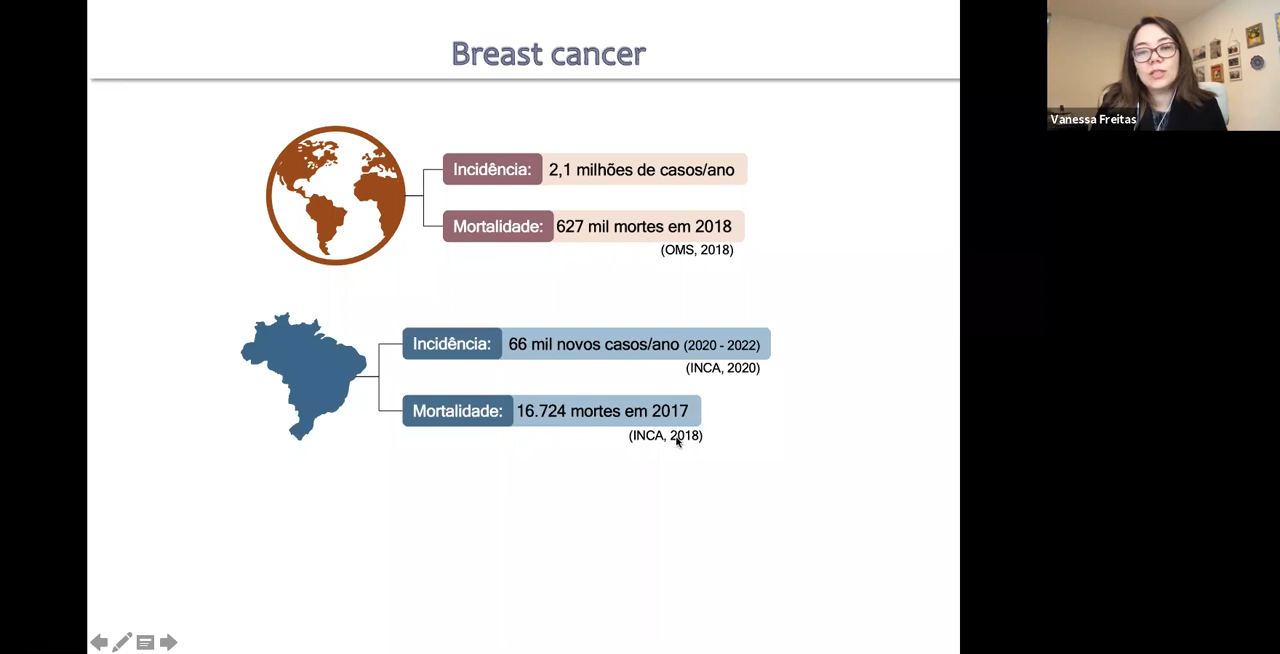 Breast cancer
Incidência: 2,1 milhões de casos/ano
Mortalidade: 627 mil mortes em 2018
(OMS, 2018)
Incidência: 66 mil novos casos/ano (2020 - 2022)
(INCA, 2020)
Mortalidade: 16.724 mortes em 2017
(INCA, 2018)
Vanessa Freitas